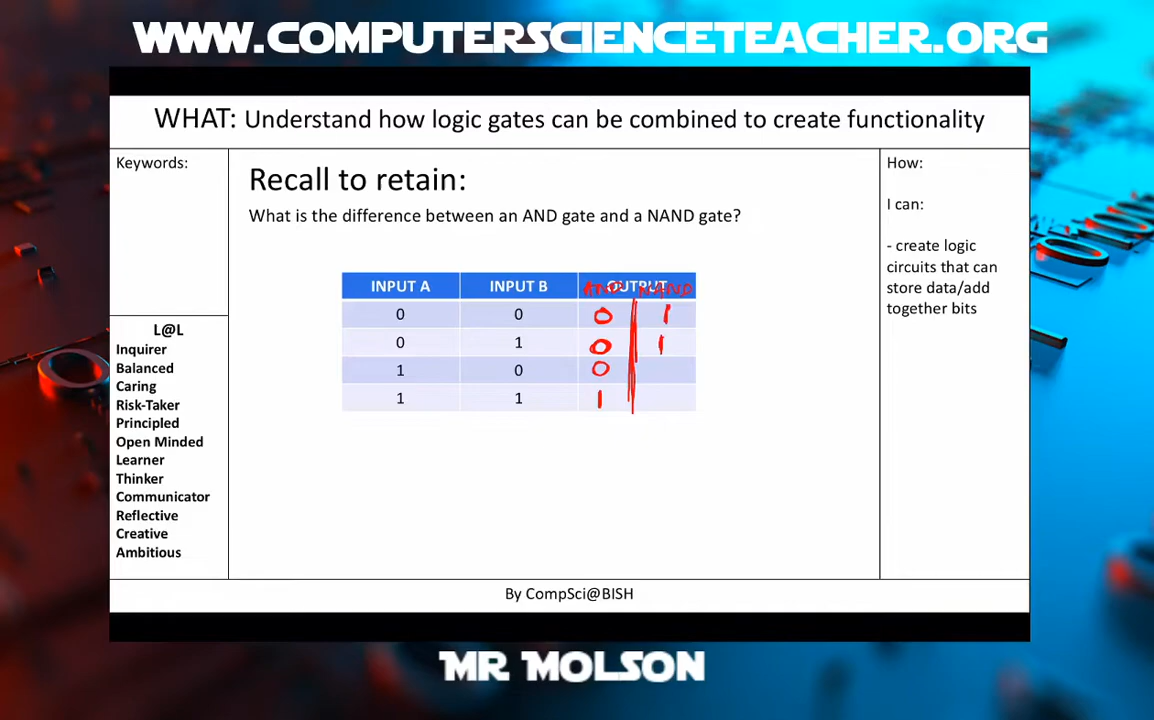 WWW.COMPUTERSCIENCETEACHER.ORG
WHAT: Understand how logic gates can be combined to create functionality
Keywords:
L@L
Inquirer
Balanced
Caring
Risk-Taker
Principled
Open Minded
Learner
Thinker
Communicator
Reflective
Creative
Ambitious
Recall to retain:
What is the difference between an AND gate and a NAND gate?
INPUT A INPUT B OUTPUT
AND NAND
0 0 0 1
0 1 0 1
1 0 0
1 1 1
How:
I can:
- create logic
circuits that can
store data/add
together bits
By CompSci@BISH
MR MOLSON